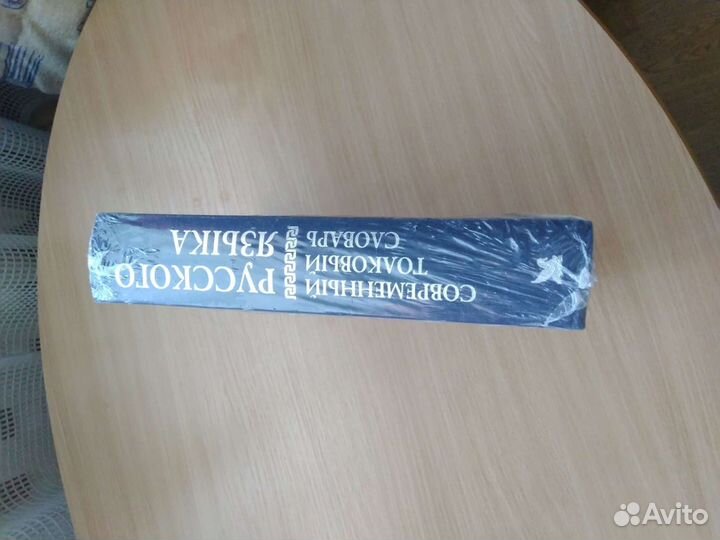 СОВРЕМЕННЫЙ
ТОЛКОВЫЙ
СЛОВАРЬ
РУССКОГО
ЯЗЫКА
Avito